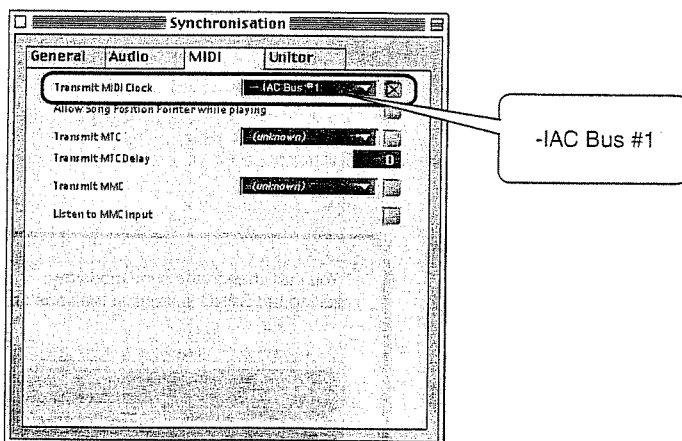 Synchronisation
General Audio MIDI Unitor
Transmit MIDI Clock -IAC Bus #1
Allow Song Position Pointer while playing
Transmit MTC (unknown)
Transmit MTC Delay 0
Transmit MMC (unknown)
Listen to MMC input
-IAC Bus #1